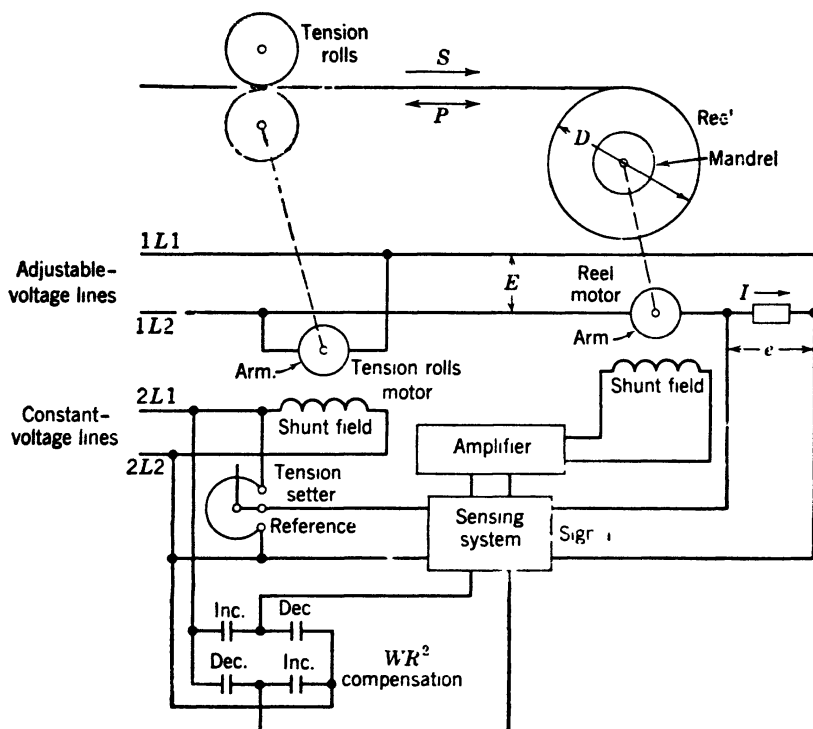 Tension
rolls
S
P
D
Mandrel
1L1
Adjustable-
voltage lines
E
Reel
motor
I
1L2
Arm
e
Arm.
Tension rolls
motor
2L1
Shunt field
Constant-
voltage lines
Shunt field
Amplifier
2L2
Tension
setter
Reference
Sensing
system
Inc.
Dec
Dec.
Inc.
WR²
compensation